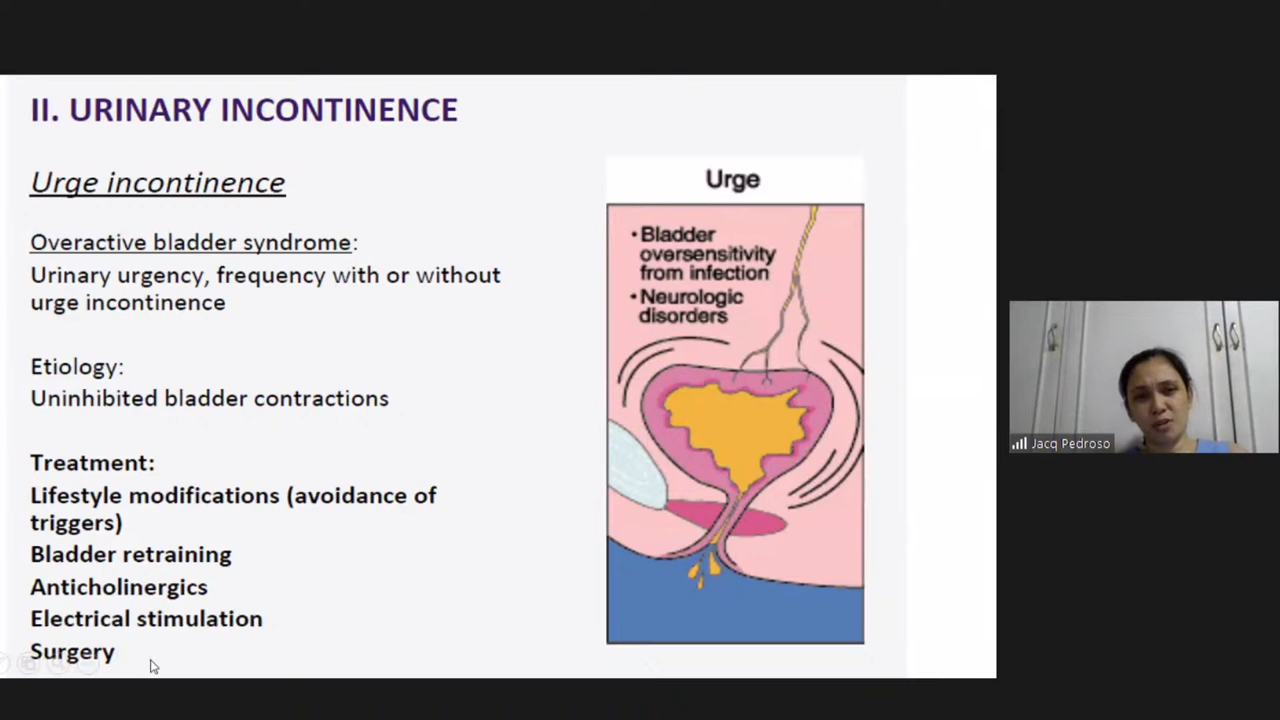 II. URINARY INCONTINENCE
Urge incontinence
Overactive bladder syndrome:
Urinary urgency, frequency with or without
urge incontinence
Etiology:
Uninhibited bladder contractions
Treatment:
Lifestyle modifications (avoidance of
triggers)
Bladder retraining
Anticholinergics
Electrical stimulation
Surgery
Urge
•Bladder
oversensitivity
from infection
•Neurologic
disorders
Jacq Pedroso